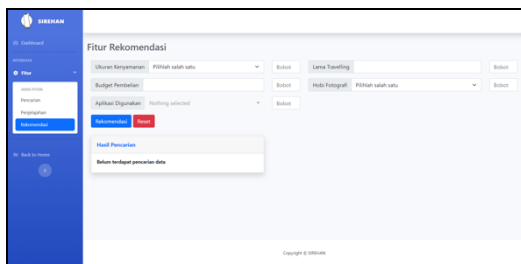 SIREHAN
Dashboard
Fitur
Pencarian
Penjelajahan
Rekomendasi
Back to Home
Fitur Rekomendasi
Ukuran Kenyamanan Pilihlah salah satu Bobot Lama Travelling Bobot
Budget Pembelian Bobot Hobi Fotografi Pilihlah salah satu Bobot
Aplikasi Digunakan Nothing selected Bobot
Rekomendasi Reset
Hasil Pencarian
Belum terdapat pencarian data
Copyright © SIREHAN